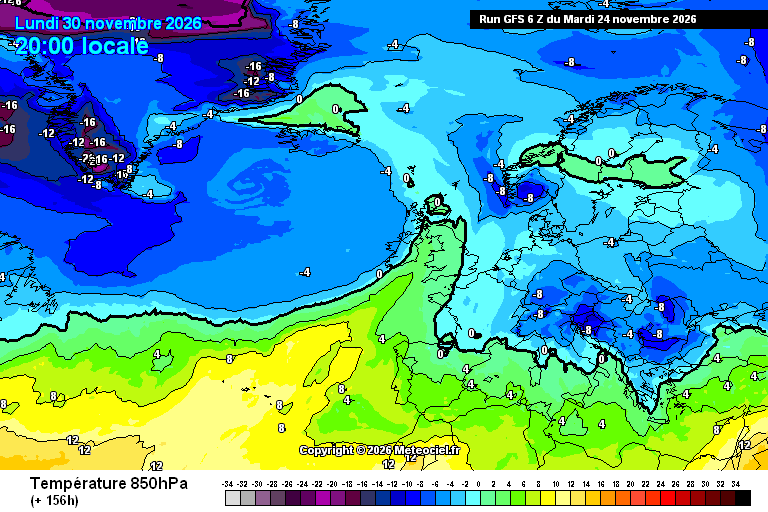 Lundi 30 novembre 2026
20:00 locale
Run GFS 6 Z du Mardi 24 novembre 2026
Copyright © 2026 Meteociel.fr
Température 850hPa
(+ 156h)
-34 -32 -30 -28 -26 -24 -22 -20 -18 -16 -14 -12 -10 -8 -6 -4 -2 0 2 4 6 8 10 12 14 16 18 20 22 24 26 28 30 32 34